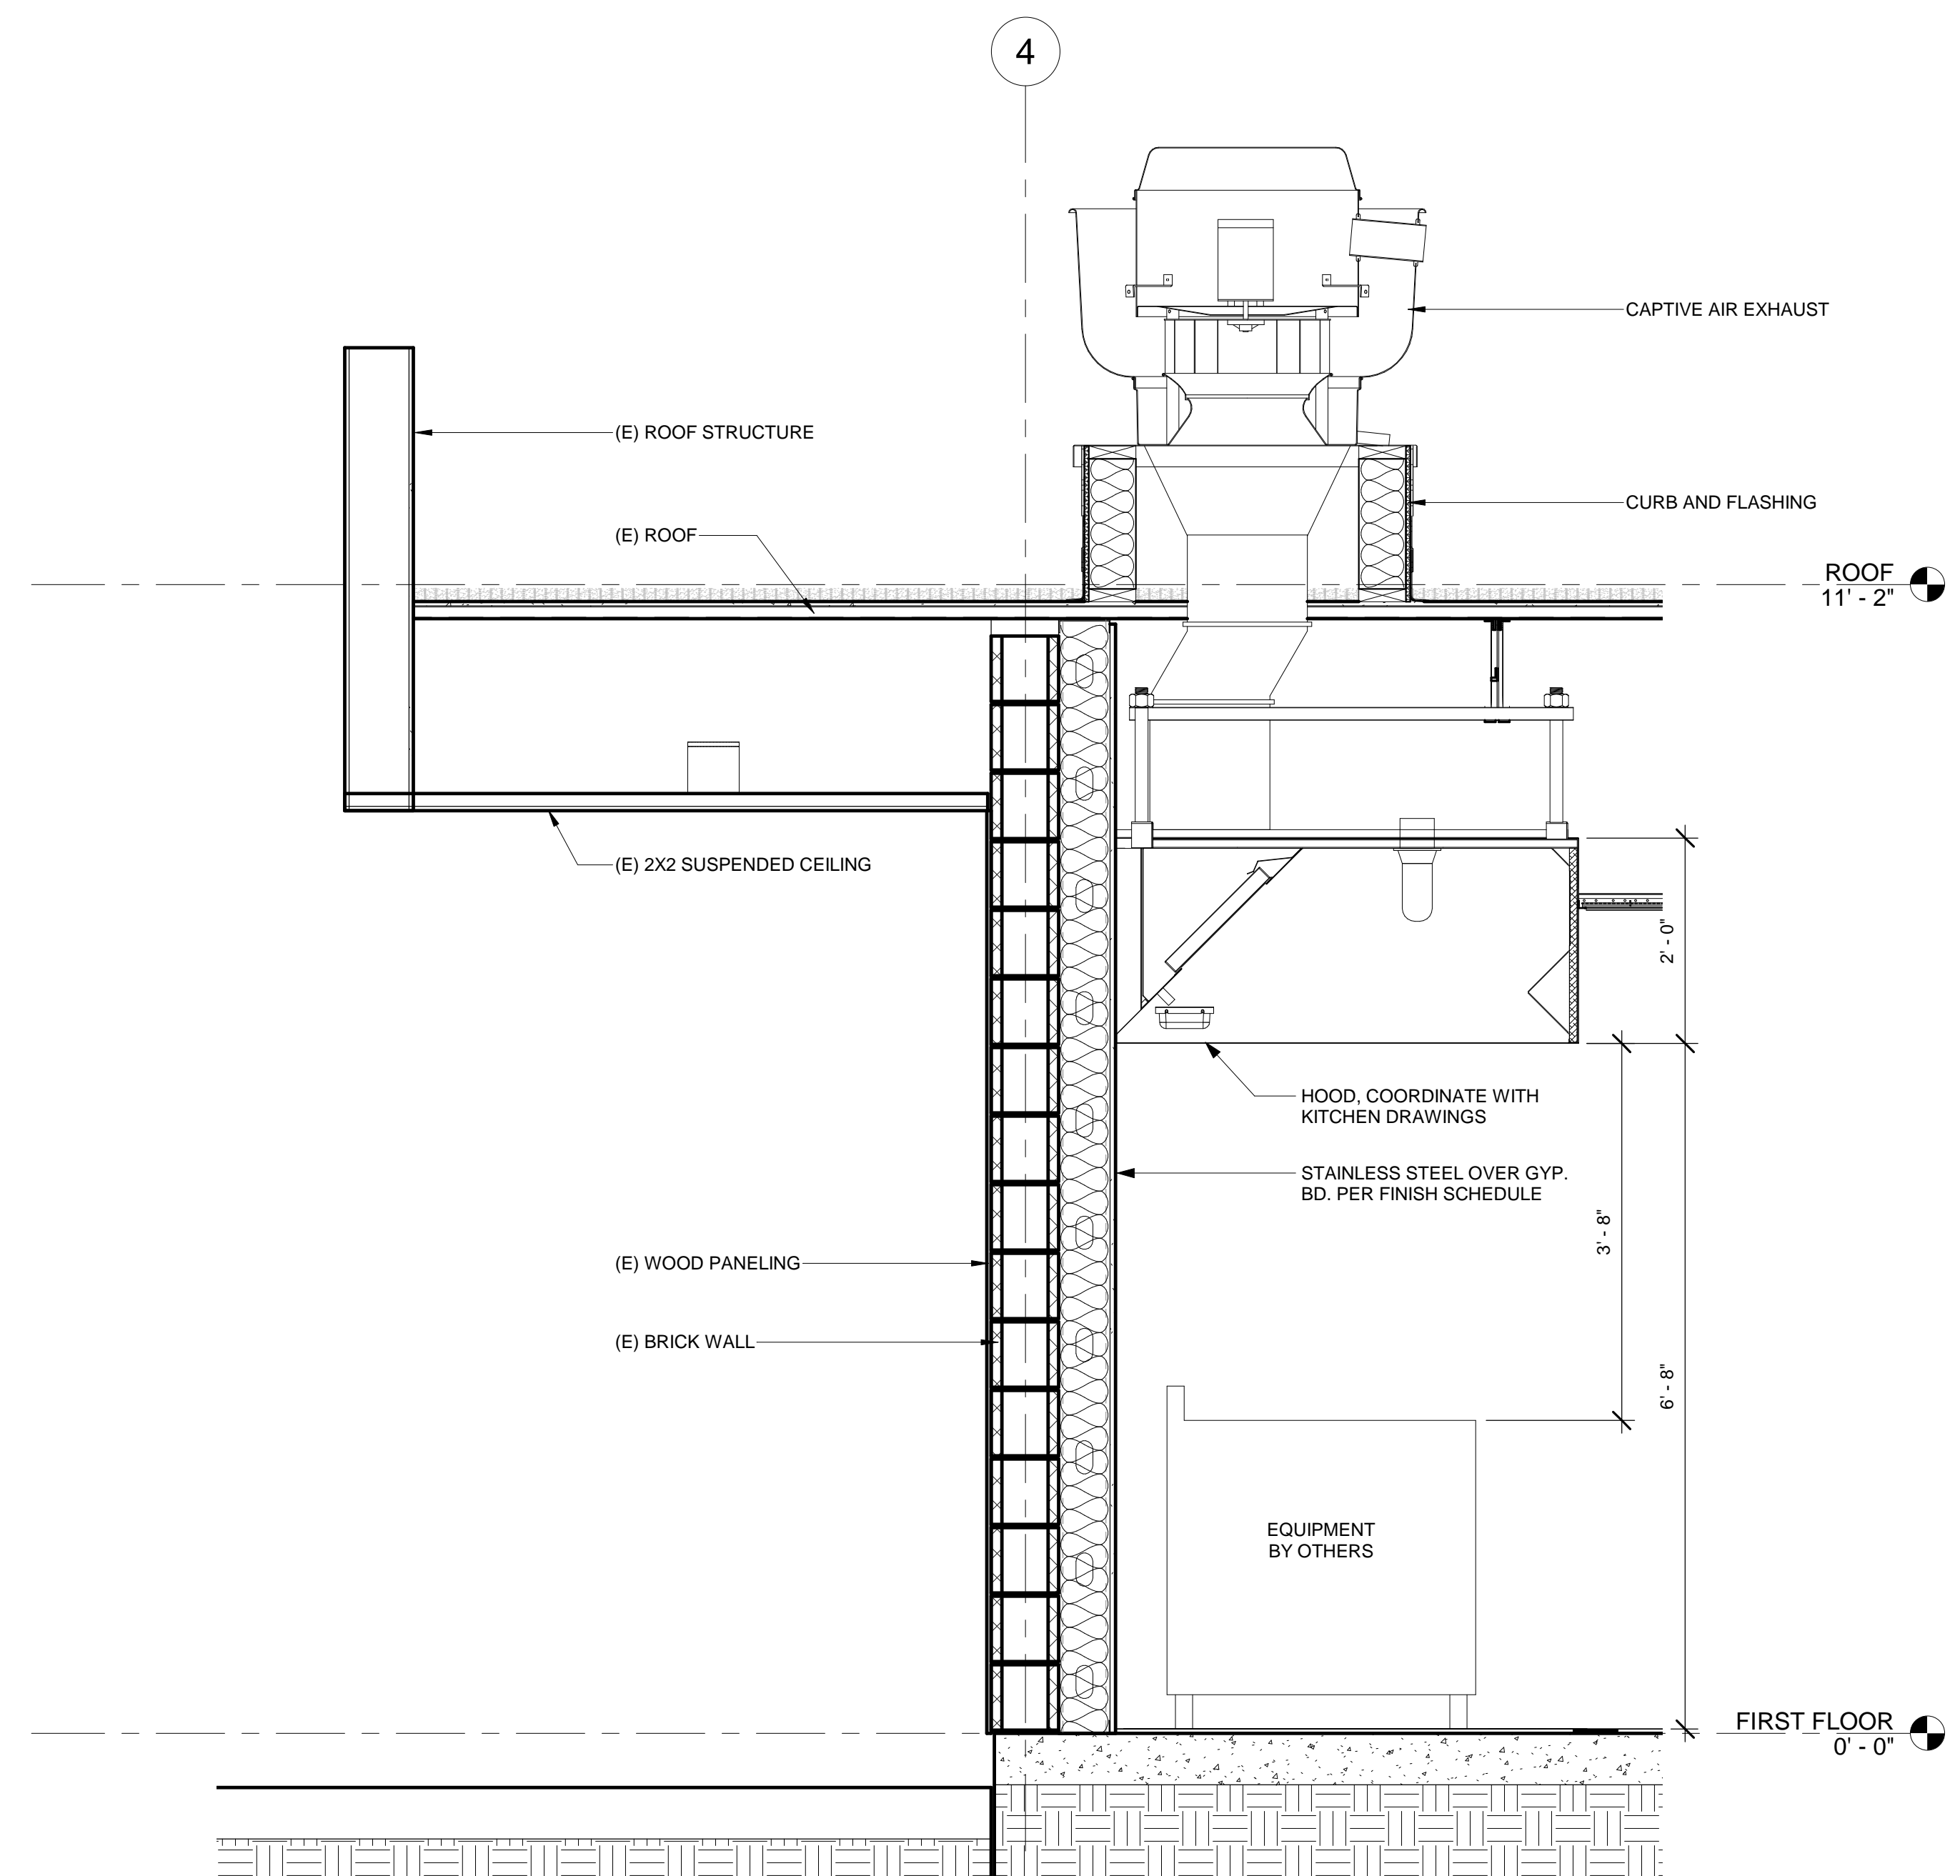 4
CAPTIVE AIR EXHAUST
(E) ROOF STRUCTURE
CURB AND FLASHING
(E) ROOF
ROOF
11' - 2"
(E) 2X2 SUSPENDED CEILING
2' - 0"
HOOD, COORDINATE WITH
KITCHEN DRAWINGS
STAINLESS STEEL OVER GYP.
BD. PER FINISH SCHEDULE
3' - 8"
(E) WOOD PANELING
(E) BRICK WALL
6' - 8"
EQUIPMENT
BY OTHERS
FIRST FLOOR
0' - 0"